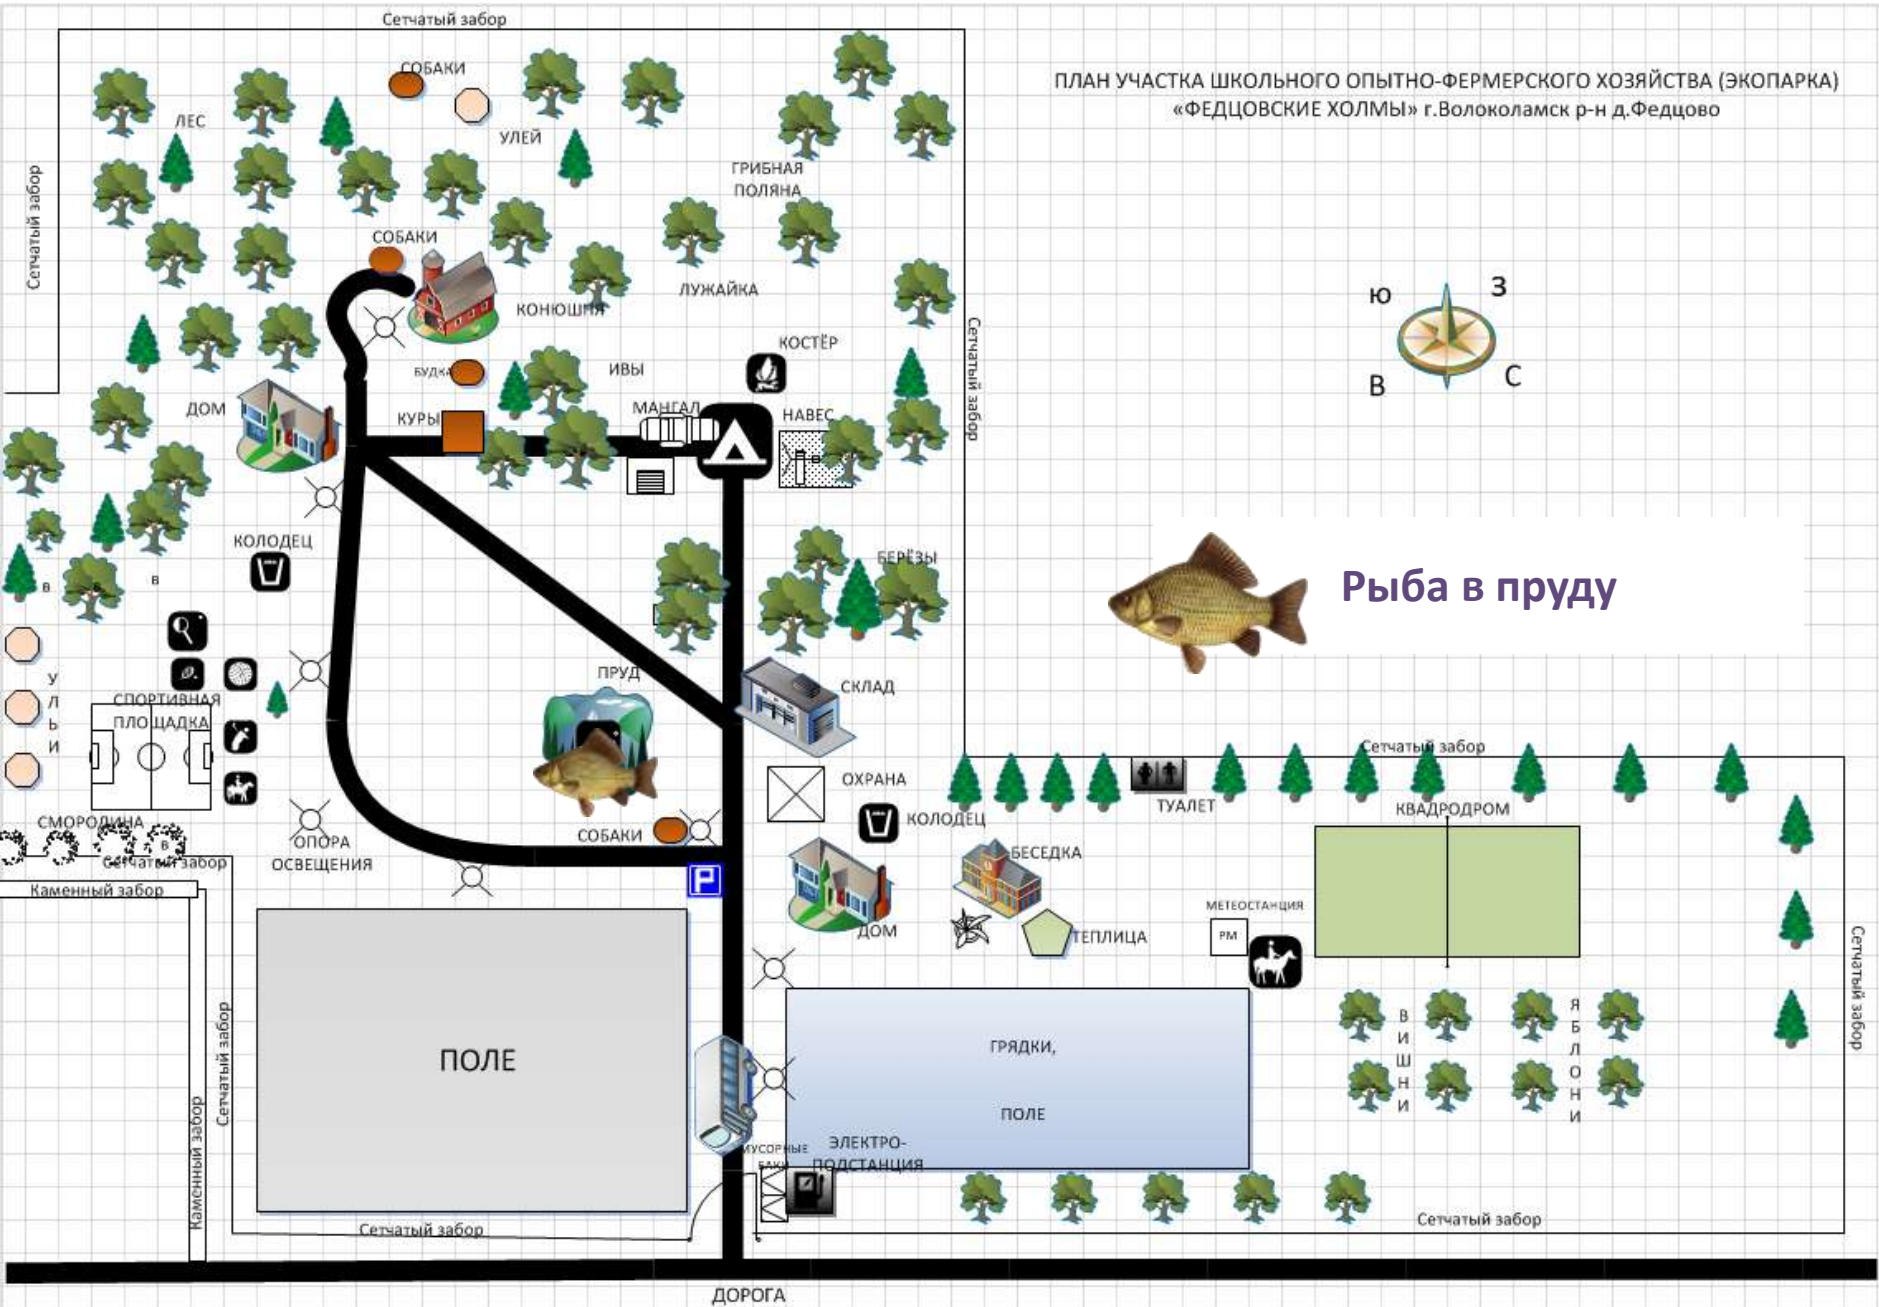 Сетчатый забор
ПЛАН УЧАСТКА ШКОЛЬНОГО ОПЫТНО-ФЕРМЕРСКОГО ХОЗЯЙСТВА (ЭКОПАРКА)
«ФЕДЦОВСКИЕ ХОЛМЫ» г.Волоколамск р-н д.Федцово
СОБАКИ
ЛЕС
УЛЕЙ
ГРИБНАЯ
ПОЛЯНА
Сетчатый забор
СОБАКИ
КОНЮШНЯ
ЛУЖАЙКА
Ю
З
В
С
КОСТЁР
Сетчатый забор
БУДКА
ИВЫ
ДОМ
КУРЫ
МАНГАЛ
НАВЕС
В
КОЛОДЕЦ
БЕРЁЗЫ
Рыба в пруду
В
В
В
УЛЬИ
СПОРТИВНАЯ
ПЛОЩАДКА
ПРУД
СКЛАД
ОХРАНА
Сетчатый забор
ТУАЛЕТ
КВАДРОДРОМ
СМОРОДИНА
В
Сетчатый забор
Каменный забор
ОПОРА
ОСВЕЩЕНИЯ
СОБАКИ
КОЛОДЕЦ
БЕСЕДКА
P
ДОМ
ТЕПЛИЦА
МЕТЕОСТАНЦИЯ
РМ
Сетчатый забор
ПОЛЕ
ГРЯДКИ,
ПОЛЕ
ВИШНИ
ЯБЛОНИ
Сетчатый забор
Каменный забор
МУСОРНЫЕ
БАКИ
ЭЛЕКТРО-
ПОДСТАНЦИЯ
Сетчатый забор
Сетчатый забор
ДОРОГА